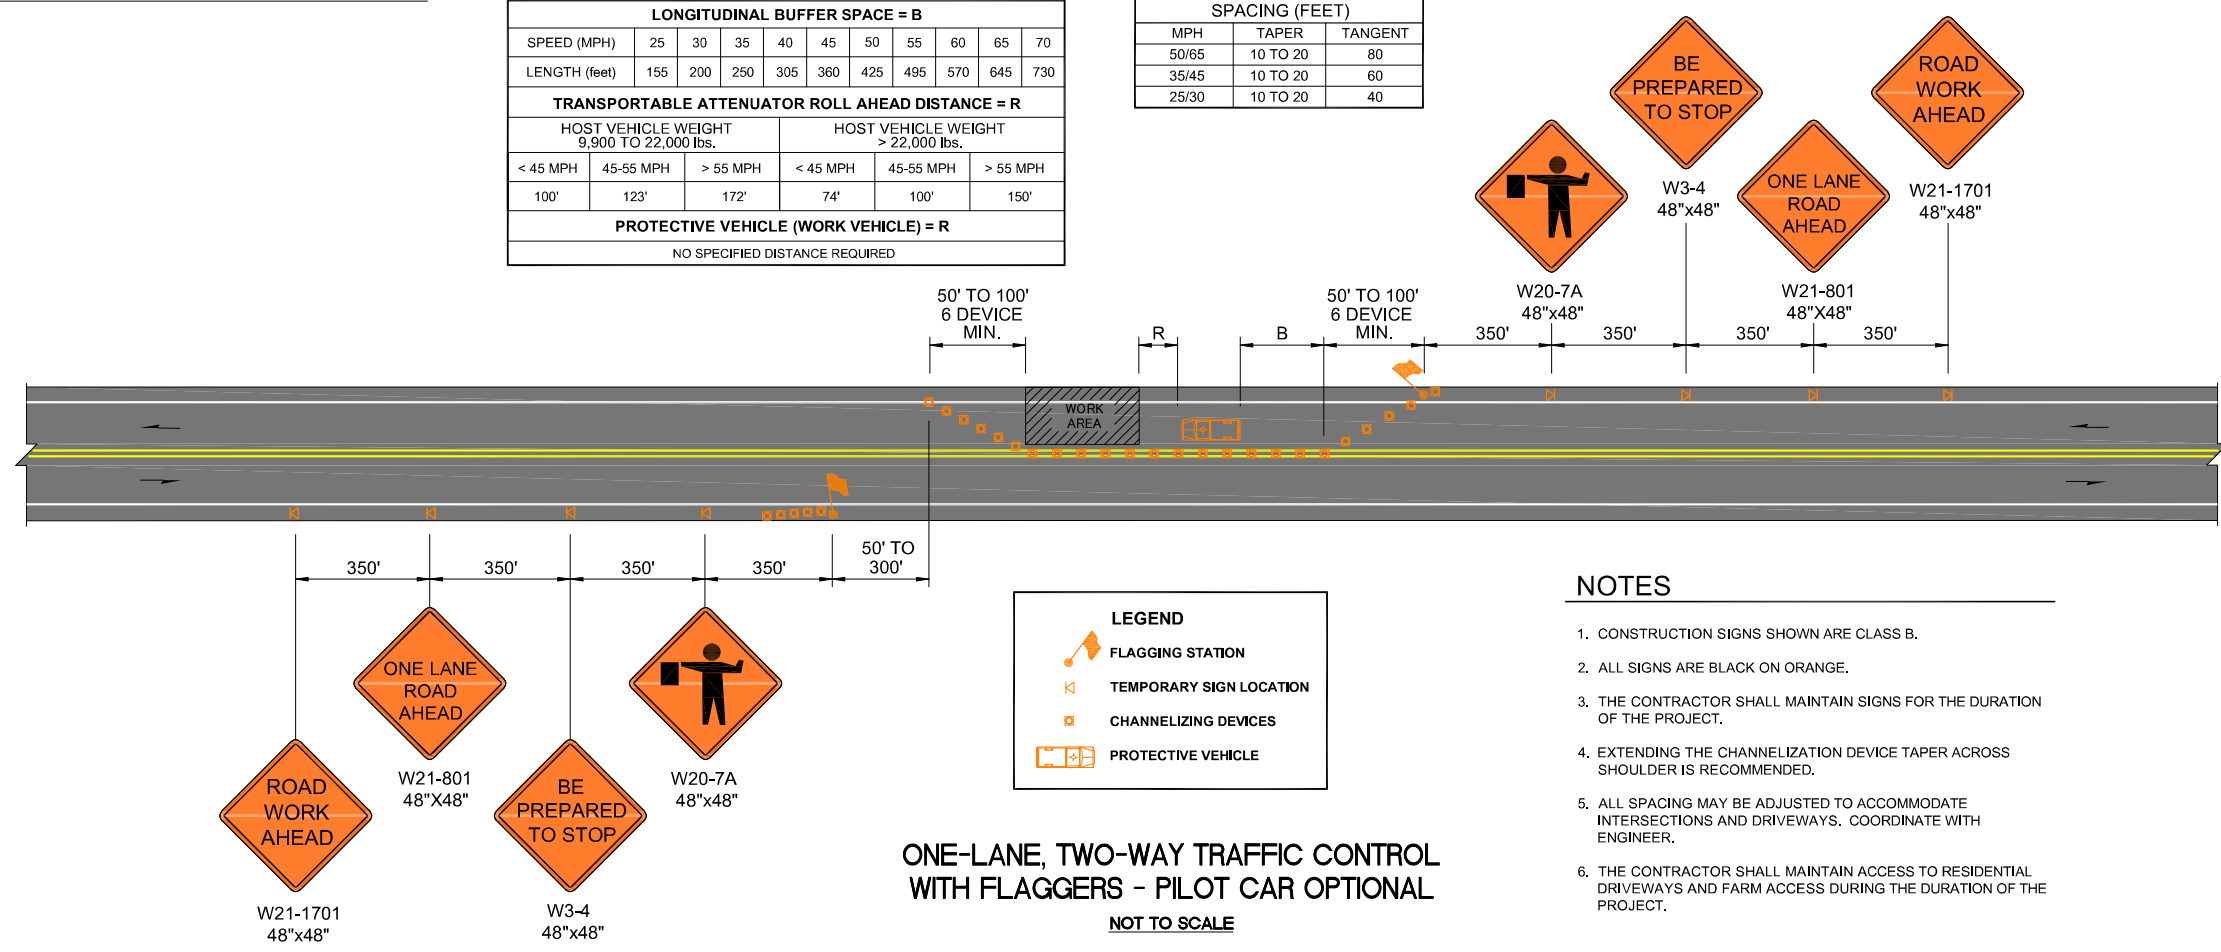 LONGITUDINAL BUFFER SPACE = B
SPEED (MPH) 25 30 35 40 45 50 55 60 65 70
LENGTH (feet) 155 200 250 305 360 425 495 570 645 730
TRANSPORTABLE ATTENUATOR ROLL AHEAD DISTANCE = R
HOST VEHICLE WEIGHT
9,900 TO 22,000 lbs.
HOST VEHICLE WEIGHT
> 22,000 lbs.
< 45 MPH 45-55 MPH > 55 MPH < 45 MPH 45-55 MPH > 55 MPH
100' 123' 172' 74' 100' 150'
PROTECTIVE VEHICLE (WORK VEHICLE) = R
NO SPECIFIED DISTANCE REQUIRED
SPACING (FEET)
MPH TAPER TANGENT
50/65 10 TO 20 80
35/45 10 TO 20 60
25/30 10 TO 20 40
BE
PREPARED
TO STOP
W3-4
48"x48"
ROAD
WORK
AHEAD
W21-1701
48"x48"
W20-7A
48"x48"
ONE LANE
ROAD
AHEAD
W21-801
48"X48"
50' TO 100'
6 DEVICE
MIN.
R
B
50' TO 100'
6 DEVICE
MIN.
350' 350' 350' 350'
WORK
AREA
350' 350' 350' 350'
50' TO
300'
ROAD
WORK
AHEAD
W21-1701
48"x48"
ONE LANE
ROAD
AHEAD
W21-801
48"X48"
BE
PREPARED
TO STOP
W3-4
48"x48"
W20-7A
48"x48"
LEGEND
FLAGGING STATION
TEMPORARY SIGN LOCATION
CHANNELIZING DEVICES
PROTECTIVE VEHICLE
ONE-LANE, TWO-WAY TRAFFIC CONTROL
WITH FLAGGERS - PILOT CAR OPTIONAL
NOT TO SCALE
NOTES
1. CONSTRUCTION SIGNS SHOWN ARE CLASS B.
2. ALL SIGNS ARE BLACK ON ORANGE.
3. THE CONTRACTOR SHALL MAINTAIN SIGNS FOR THE DURATION
OF THE PROJECT.
4. EXTENDING THE CHANNELIZATION DEVICE TAPER ACROSS
SHOULDER IS RECOMMENDED.
5. ALL SPACING MAY BE ADJUSTED TO ACCOMMODATE
INTERSECTIONS AND DRIVEWAYS. COORDINATE WITH
ENGINEER.
6. THE CONTRACTOR SHALL MAINTAIN ACCESS TO RESIDENTIAL
DRIVEWAYS AND FARM ACCESS DURING THE DURATION OF THE
PROJECT.